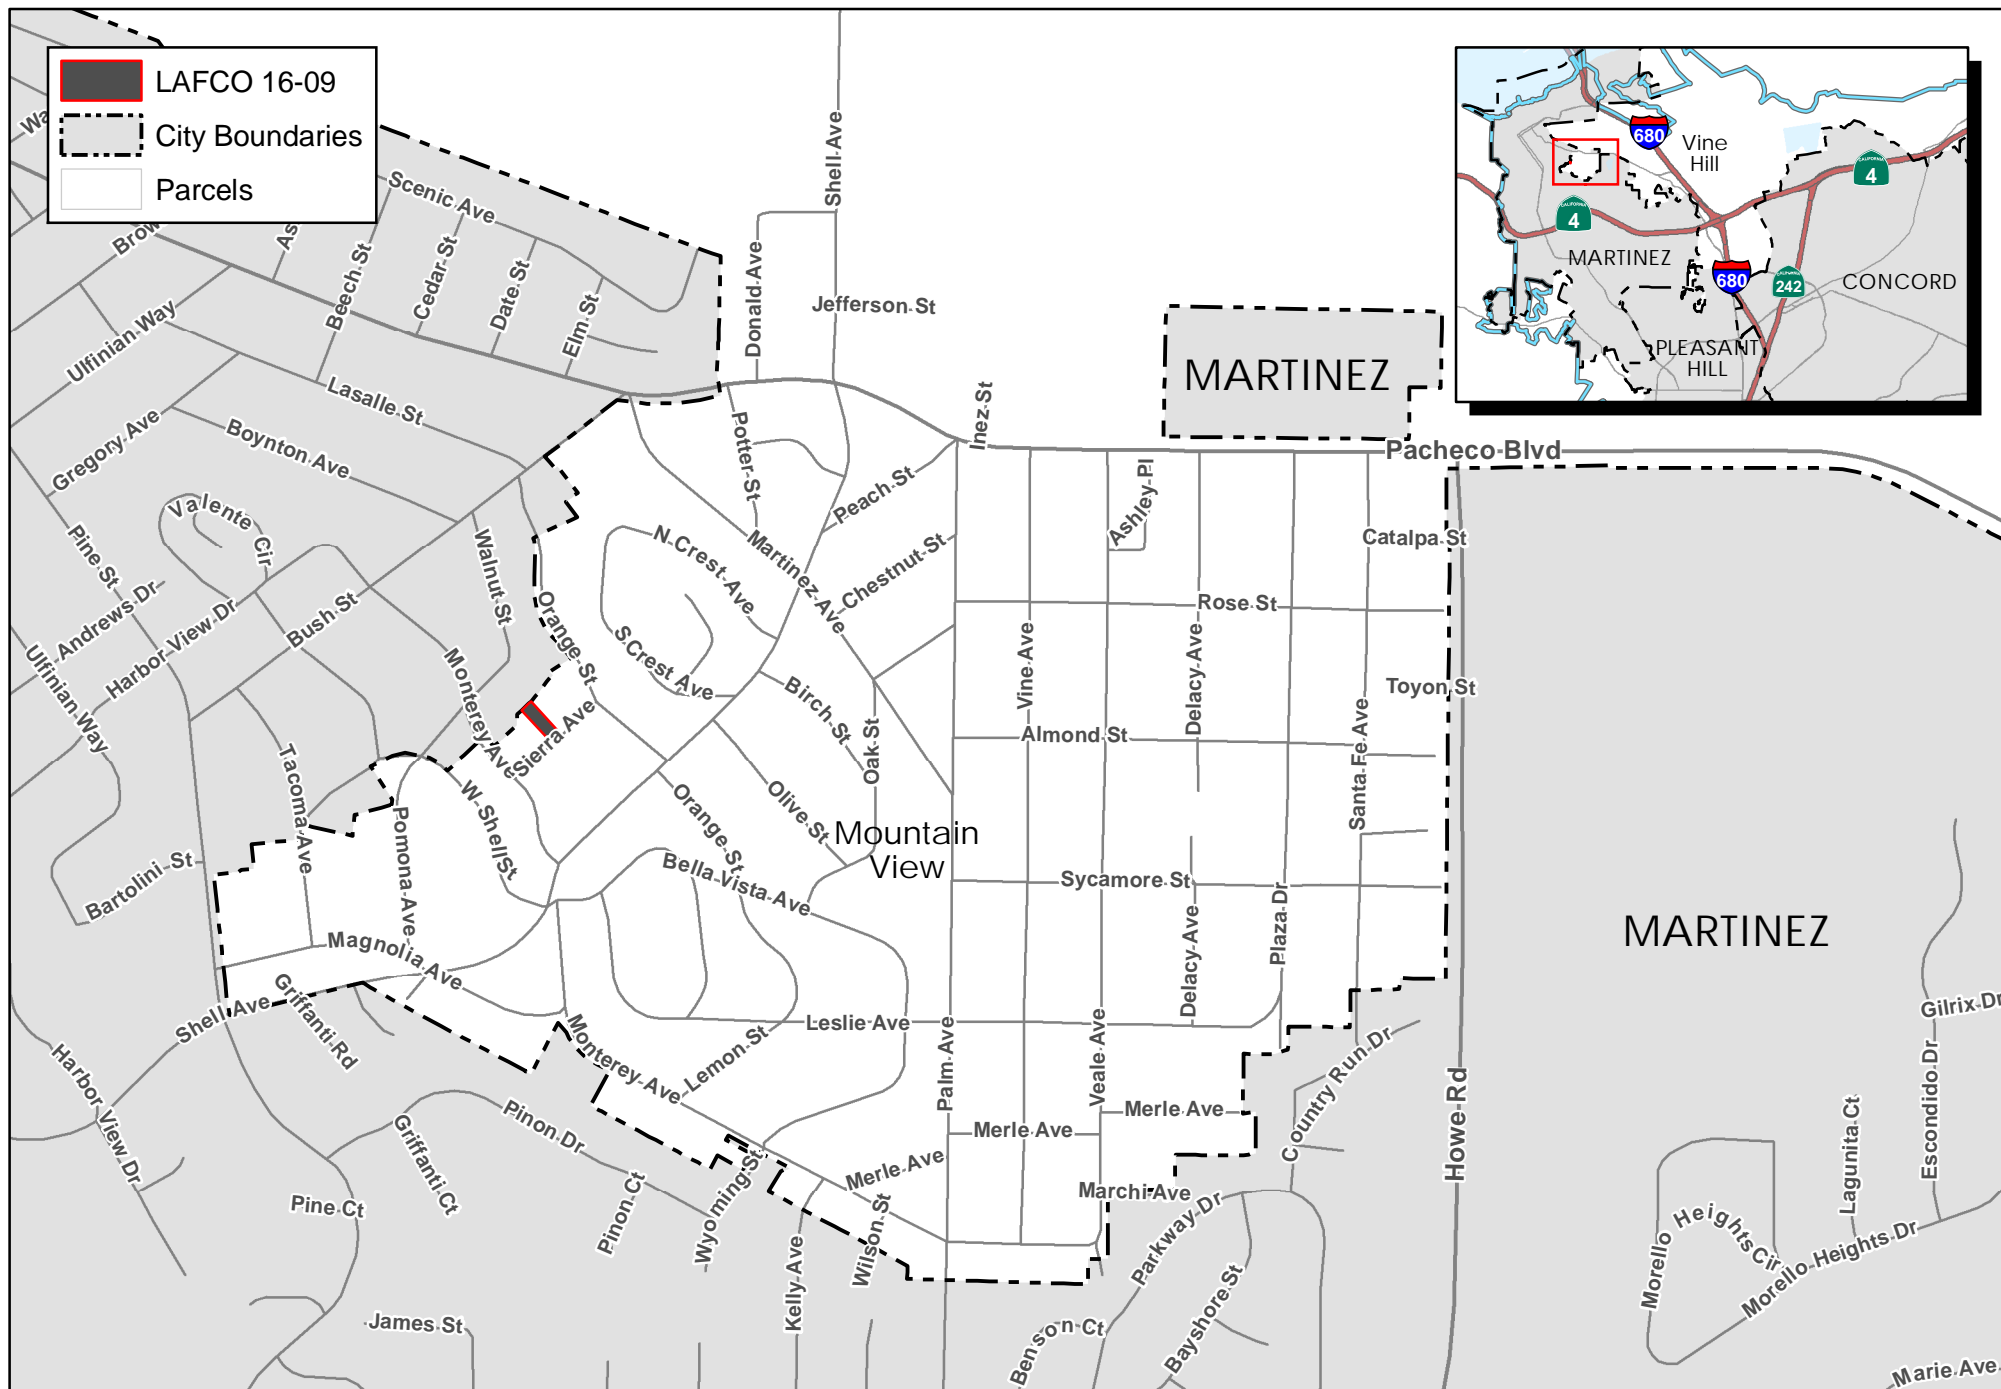 LAFCO 16-09
City Boundaries
Parcels
680
Vine
Hill
CALIFORNIA
4
CALIFORNIA
4
MARTINEZ
680
CALIFORNIA
242
CONCORD
PLEASANT
HILL
Scenic Ave
Beech St
Cedar St
Date St
Elm St
Shell Ave
Donald Ave
Jefferson St
Ulfinian Way
Lasalle St
Gregory Ave
Boynton Ave
Valente Cir
Pine St
Andrews Dr
Harbor View Dr
Bush St
Walnut St
Ulfinian Way
Monterey Ave
Orange St
Sierra Ave
Tacoma Ave
Pomona Ave
W Shell St
Bartolini St
Magnolia Ave
Shell Ave
Griffanti Rd
Potter St
Martinez Ave
N Crest Ave
S Crest Ave
Peach St
Chestnut St
Inez St
Birch St
Oak St
Olive St
Orange St
Bella Vista Ave
Mountain
View
MARTINEZ
Pacheco Blvd
Ashley Pl
Catalpa St
Rose St
Vine Ave
Delacy Ave
Toyon St
Santa Fe Ave
Almond St
Sycamore St
Delacy Ave
Plaza Dr
MARTINEZ
Leslie Ave
Lemon St
Monterey Ave
Palm Ave
Veale Ave
Country Run Dr
Howe Rd
Merle Ave
Merle Ave
Merle Ave
Marchi Ave
Harbor View Dr
Pinon Dr
Griffanti Ct
Pine Ct
Pinon Ct
Wyoming St
Kelly Ave
Wilson St
James St
Parkway Dr
Bayshore St
Benson Ct
Gilrix Dr
Escondido Dr
Lagunita Ct
Morello Heights Cir
Morello Heights Dr
Marie Ave